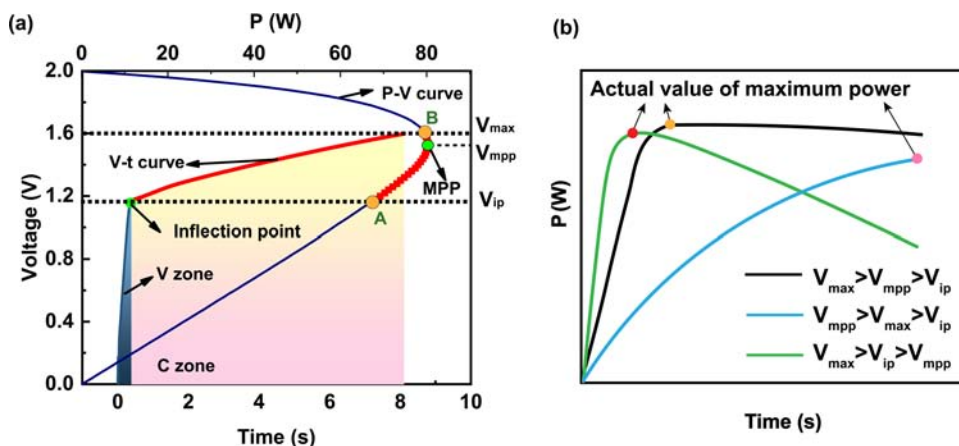 (a)
P (W)
0 20 40 60 80 100
2.0
1.6
1.2
0.8
0.4
0.0
Voltage (V)
P-V curve
B
V-t curve
Vmax
Vmpp
MPP
Vip
A
Inflection point
V zone
C zone
0 2 4 6 8 10
Time (s)
(b)
Actual value of maximum power
P (W)
Vmax>Vmpp>Vip
Vmpp>Vmax>Vip
Vmax>Vip>Vmpp
Time (s)